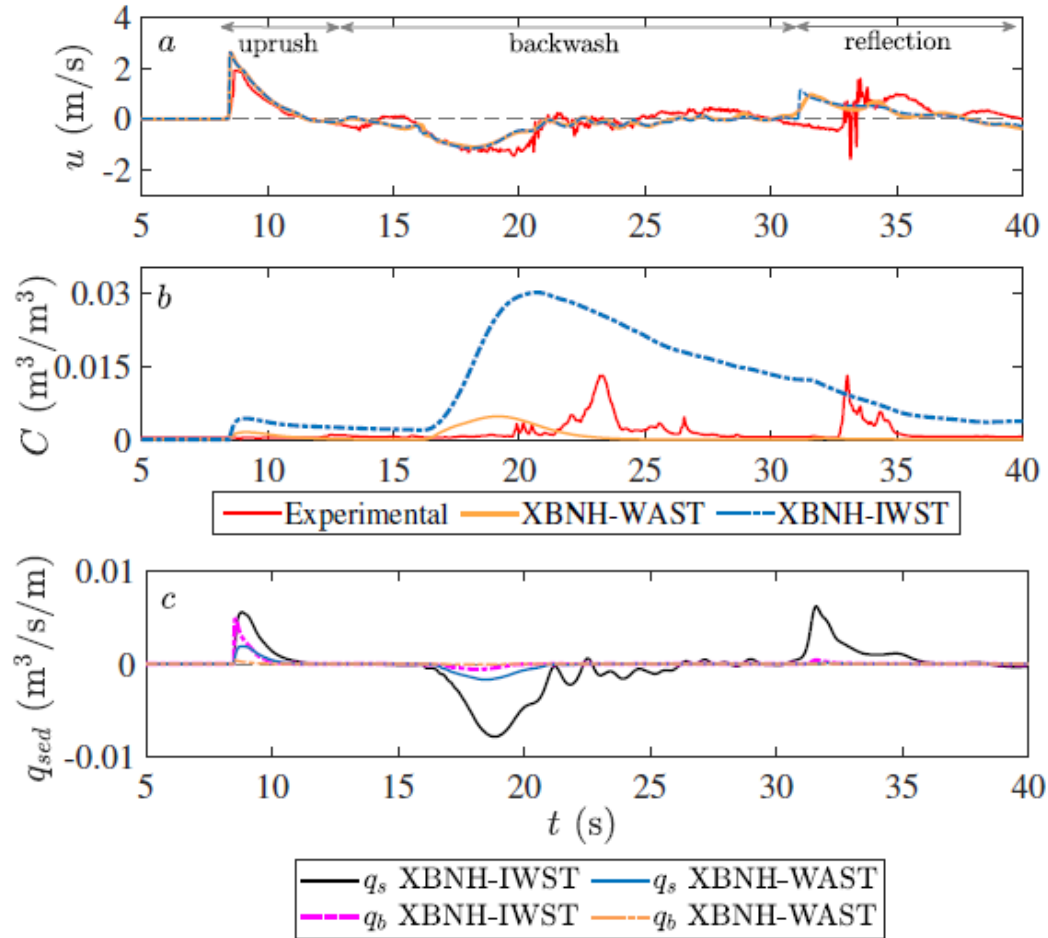 a
uprush
backwash
reflection
u (m/s)
4
2
0
-2
5 10 15 20 25 30 35 40
b
C (m³/m³)
0.03
0.015
0
5 10 15 20 25 30 35 40
Experimental XBNH-WAST XBNH-IWST
c
q_sed (m³/s/m)
0.01
0
-0.01
5 10 15 20 25 30 35 40
t (s)
q_s XBNH-IWST q_s XBNH-WAST
q_b XBNH-IWST q_b XBNH-WAST